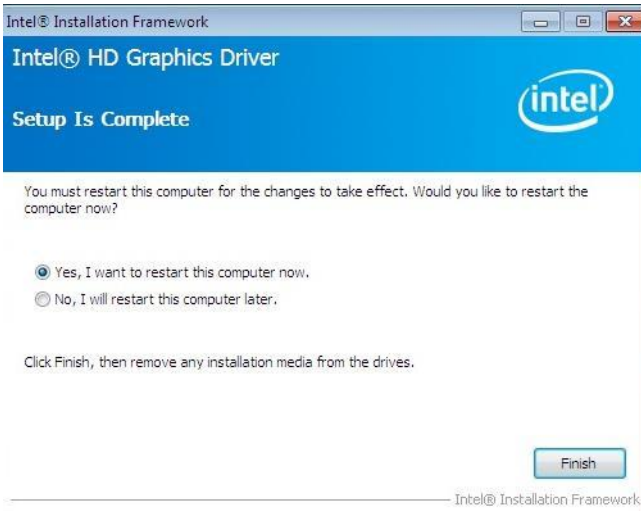 Intel® Installation Framework
Intel® HD Graphics Driver
Setup Is Complete
intel
You must restart this computer for the changes to take effect. Would you like to restart the
computer now?
Yes, I want to restart this computer now.
No, I will restart this computer later.
Click Finish, then remove any installation media from the drives.
Finish
Intel® Installation Framework